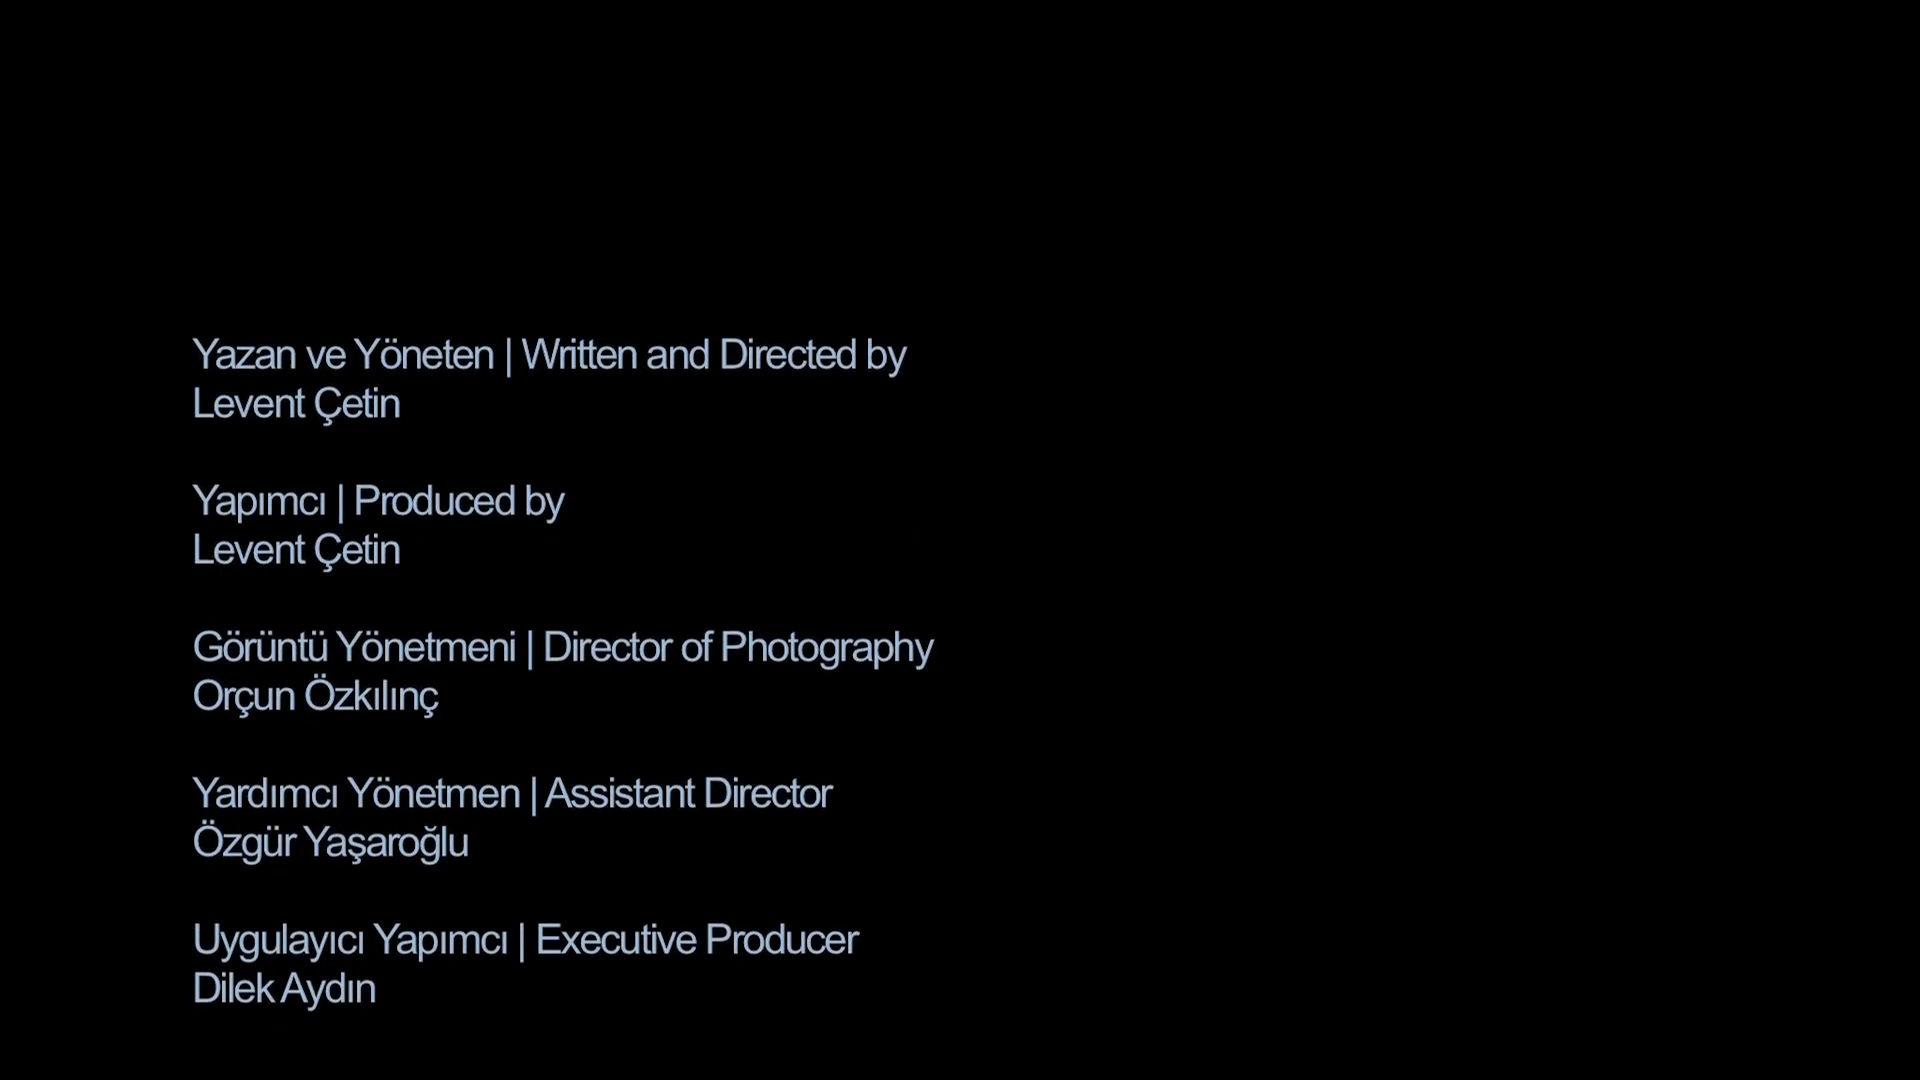 Yazan ve Yöneten | Written and Directed by
Levent Çetin
Yapımcı | Produced by
Levent Çetin
Görüntü Yönetmeni | Director of Photography
Orçun Özkılınç
Yardımcı Yönetmen | Assistant Director
Özgür Yaşaroğlu
Uygulayıcı Yapımcı | Executive Producer
Dilek Aydın